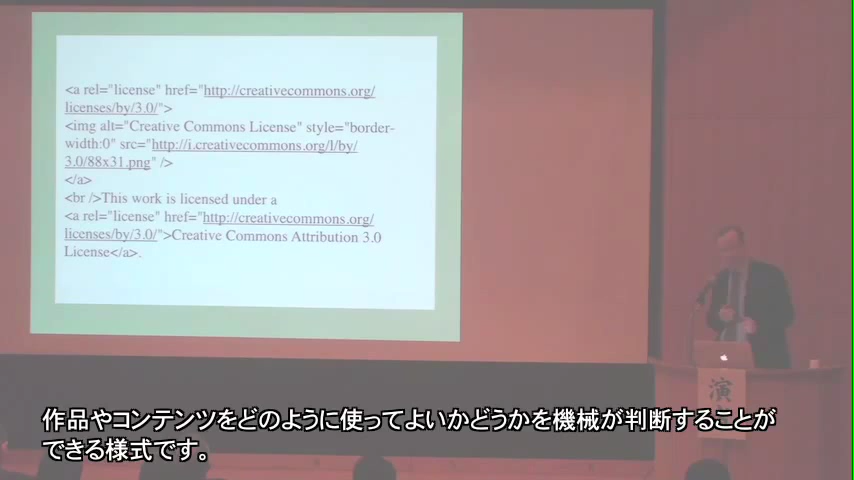 <a rel="license" href="http://creativecommons.org/
licenses/by/3.0/">
<img alt="Creative Commons License" style="border-
width:0" src="http://i.creativecommons.org/l/by/
3.0/88x31.png" />
</a>
<br />This work is licensed under a
<a rel="license" href="http://creativecommons.org/
licenses/by/3.0/">Creative Commons Attribution 3.0
License</a>.
演
作品やコンテンツをどのように使ってよいかどうかを機械が判断することが
できる様式です。